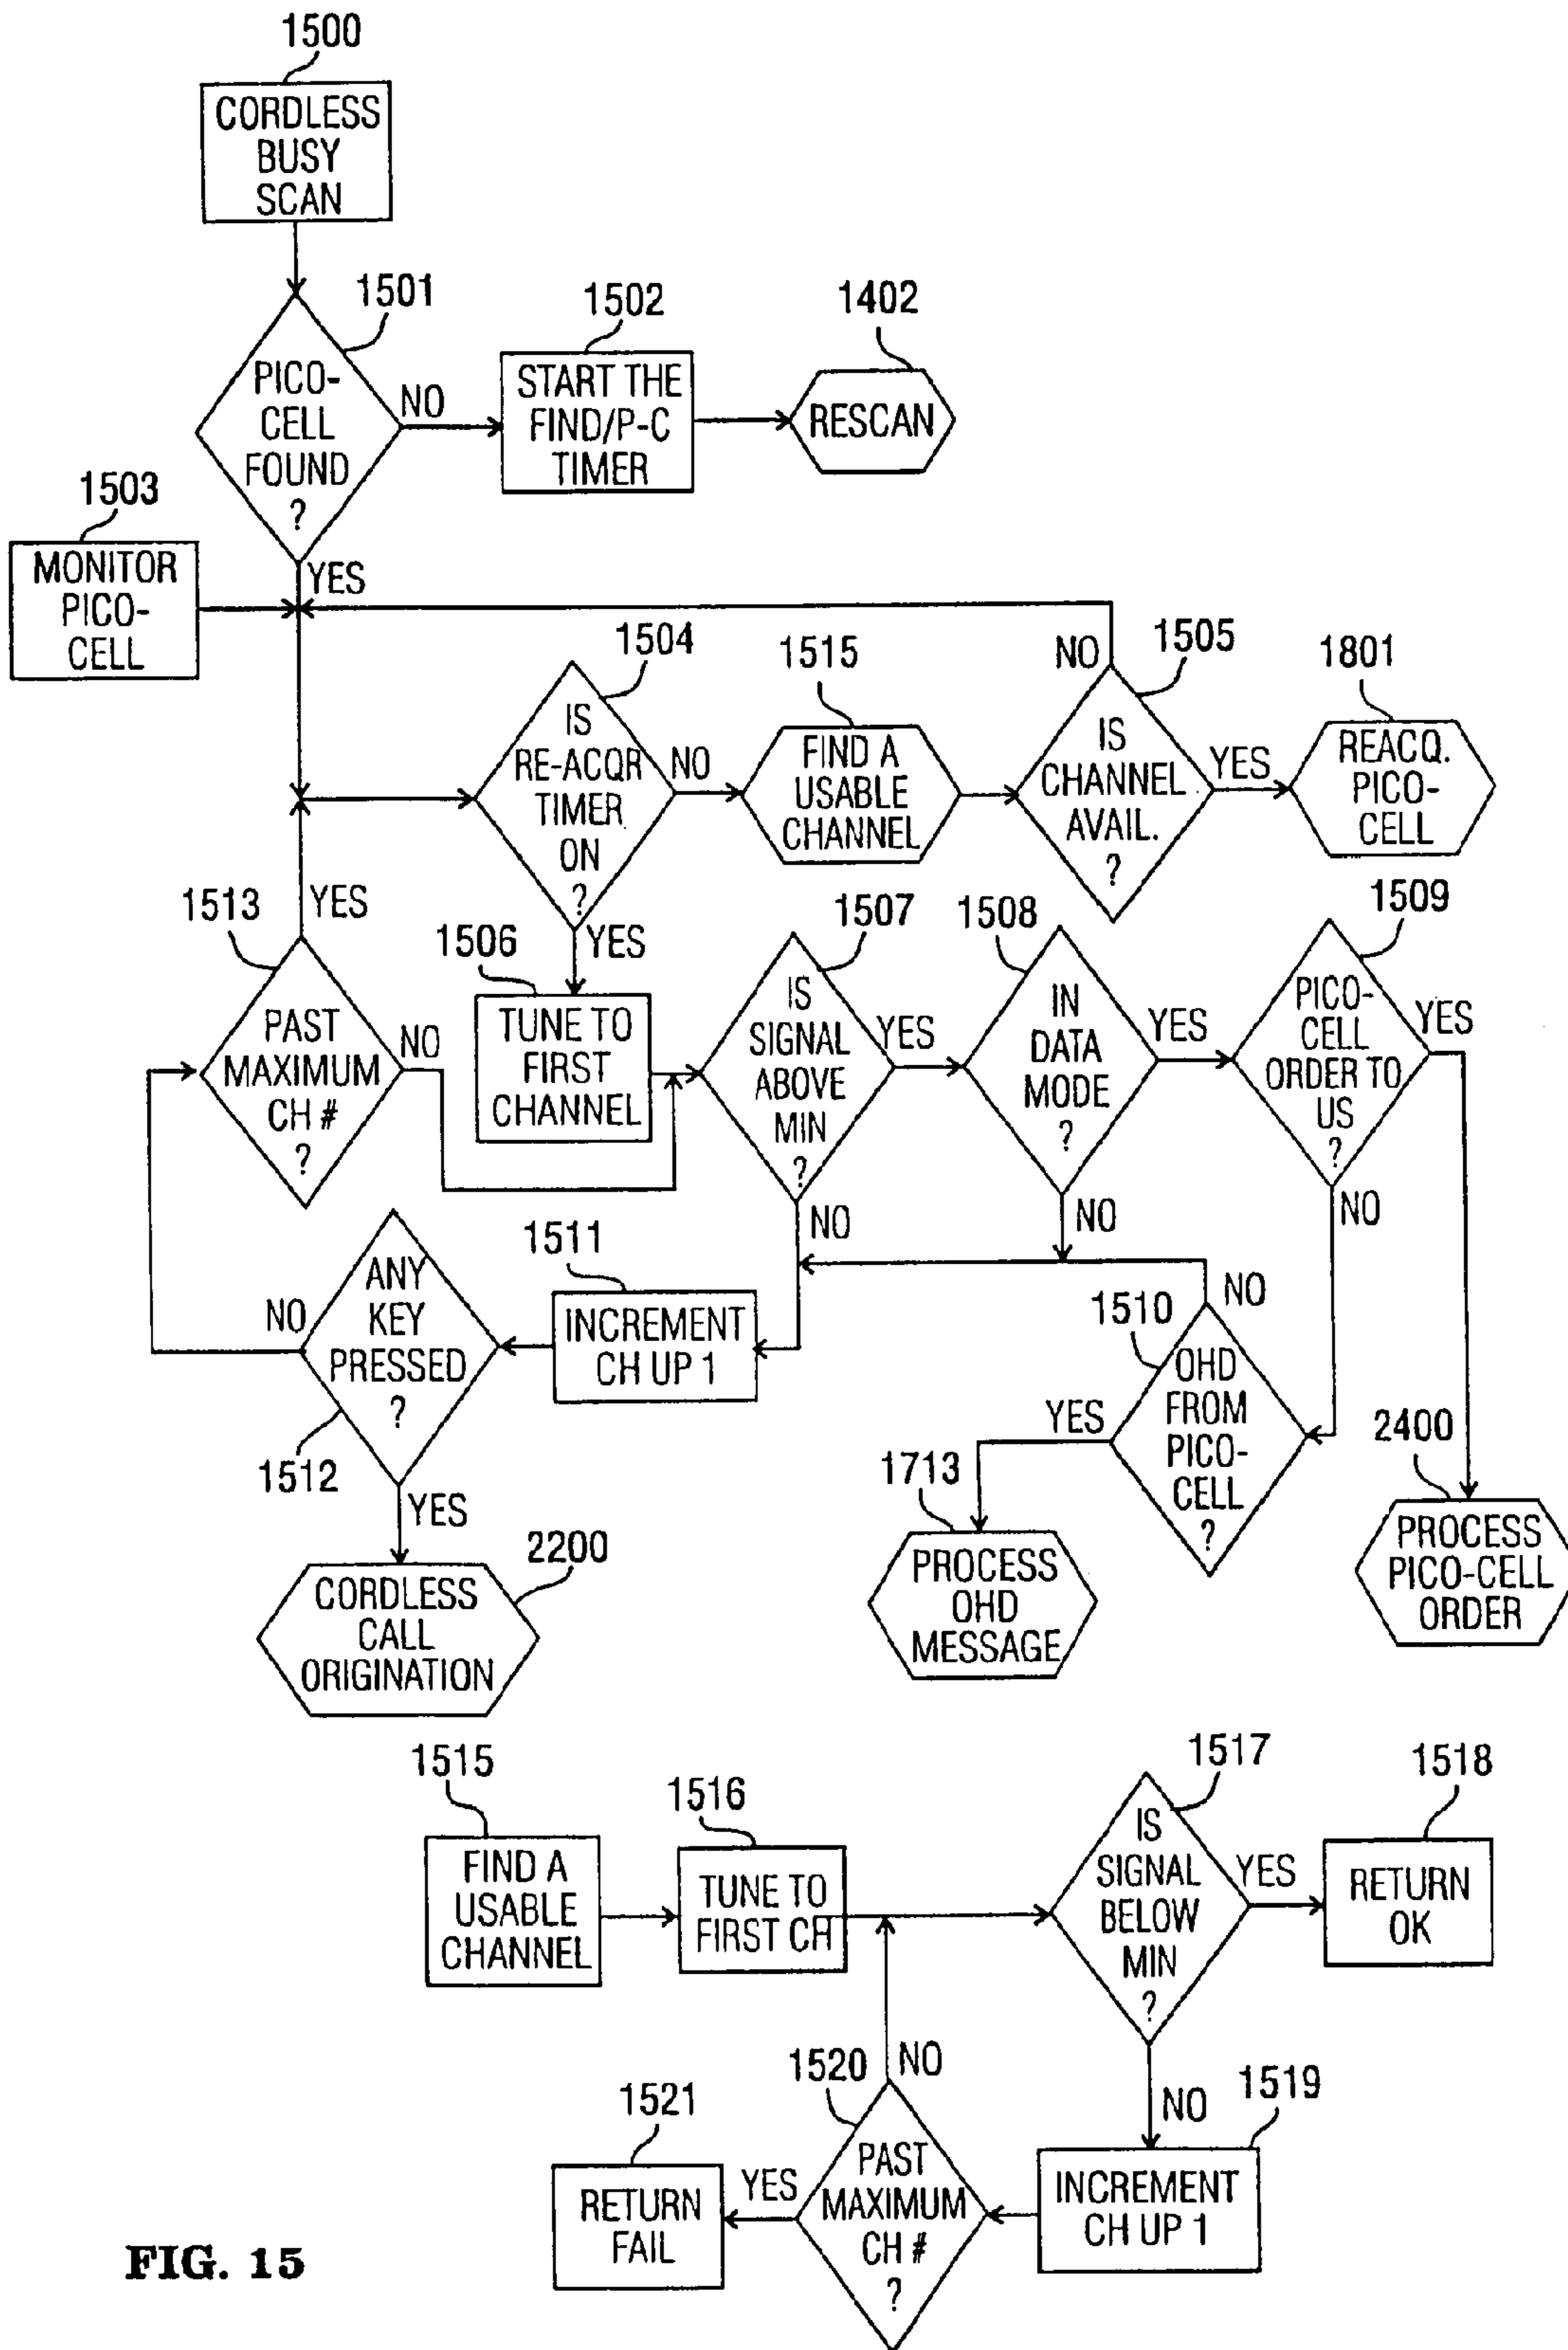 1500
CORDLESS
BUSY
SCAN
1501
PICO-
CELL
FOUND
?
NO
YES
1502
START THE
FIND/P-C
TIMER
1402
RESCAN
1503
MONITOR
PICO-
CELL
1504
IS
RE-ACQR
TIMER
ON
?
NO
YES
1515
FIND A
USABLE
CHANNEL
1505
NO
IS
CHANNEL
AVAIL.
?
YES
1801
REACQ.
PICO-
CELL
1513
YES
PAST
MAXIMUM
CH #
?
NO
1506
TUNE TO
FIRST
CHANNEL
1507
IS
SIGNAL
ABOVE
MIN
?
YES
NO
1508
IN
DATA
MODE
?
YES
NO
1509
PICO-
CELL
ORDER TO
US
?
YES
NO
1511
INCREMENT
CH UP 1
ANY
KEY
PRESSED
?
NO
1512
YES
2200
CORDLESS
CALL
ORIGINATION
1510
NO
OHD
FROM
PICO-
CELL
?
YES
1713
PROCESS
OHD
MESSAGE
2400
PROCESS
PICO-CELL
ORDER
1515
FIND A
USABLE
CHANNEL
1516
TUNE TO
FIRST CH
1517
IS
SIGNAL
BELOW
MIN
?
YES
NO
1518
RETURN
OK
1519
INCREMENT
CH UP 1
1520
NO
PAST
MAXIMUM
CH #
?
YES
1521
RETURN
FAIL
FIG. 15